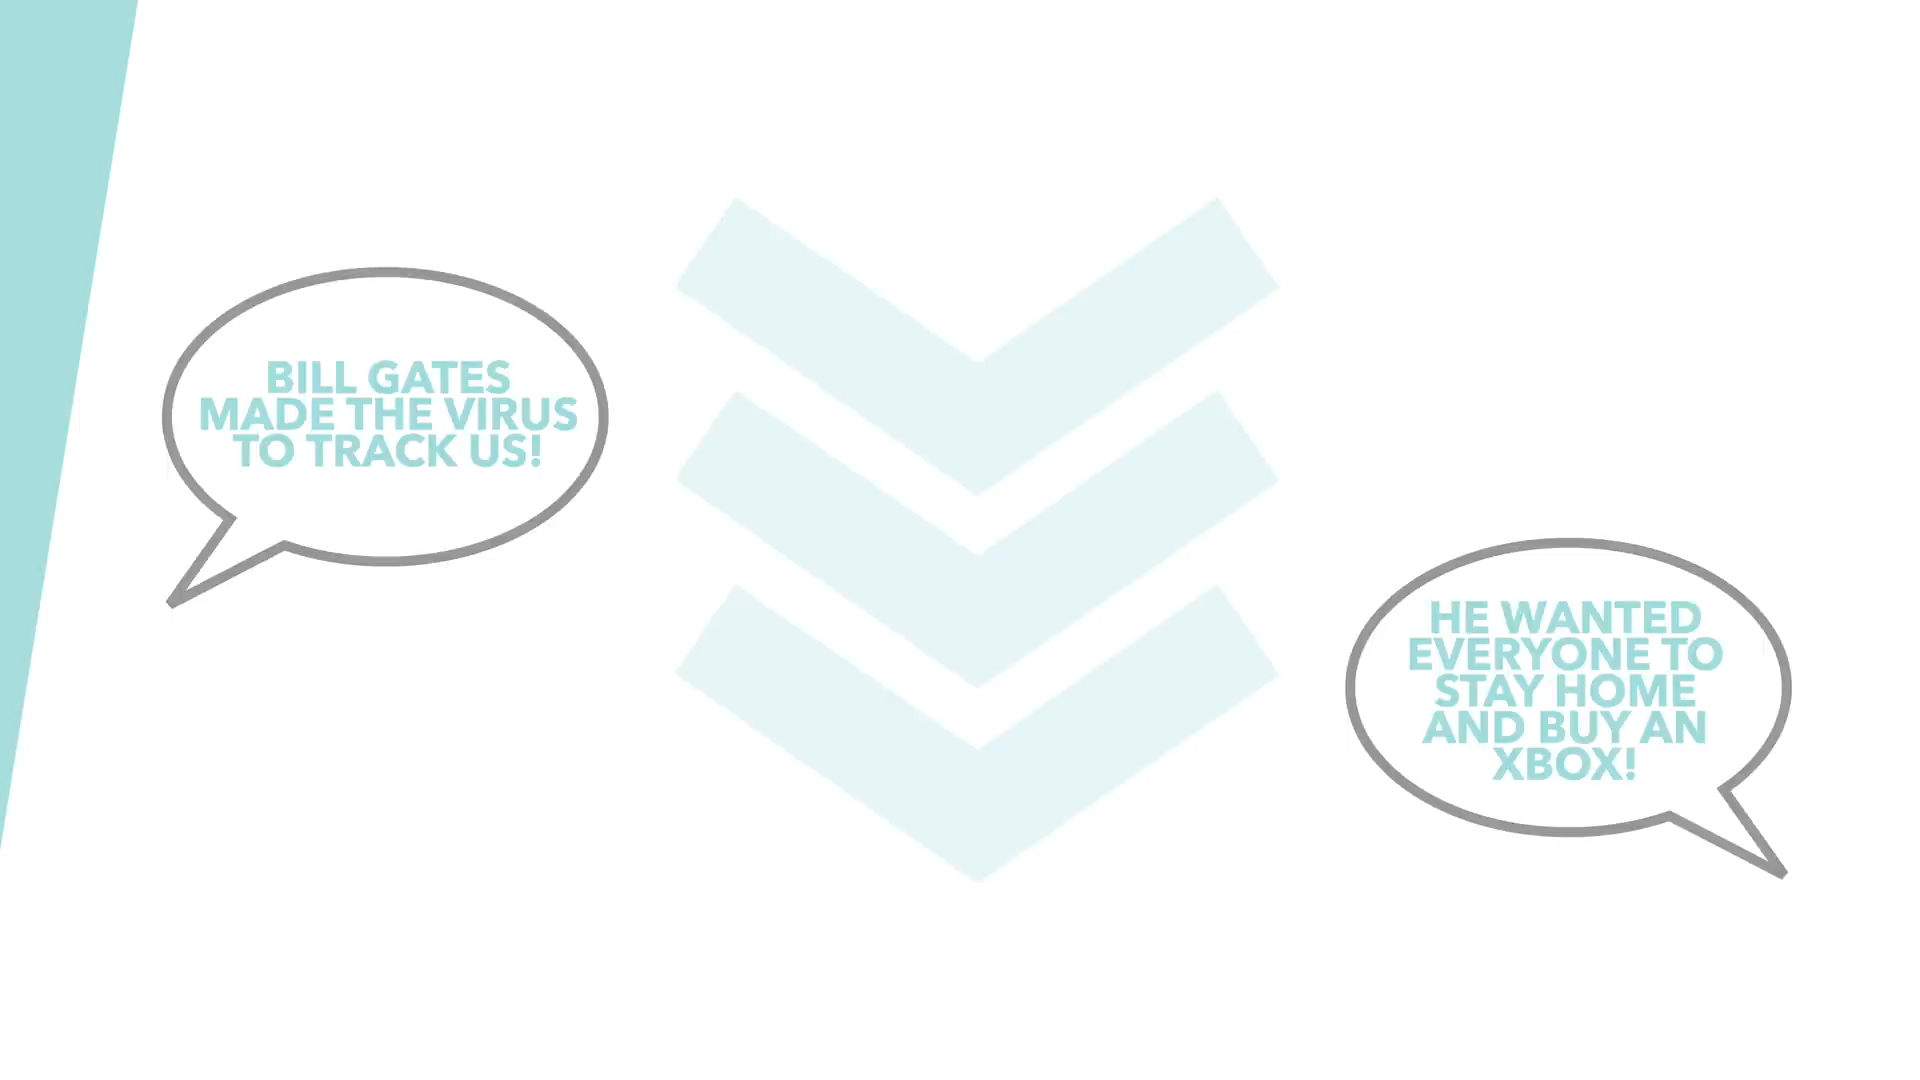 BILL GATES
MADE THE VIRUS
TO TRACK US!
HE WANTED
EVERYONE TO
STAY HOME
AND BUY AN
XBOX!